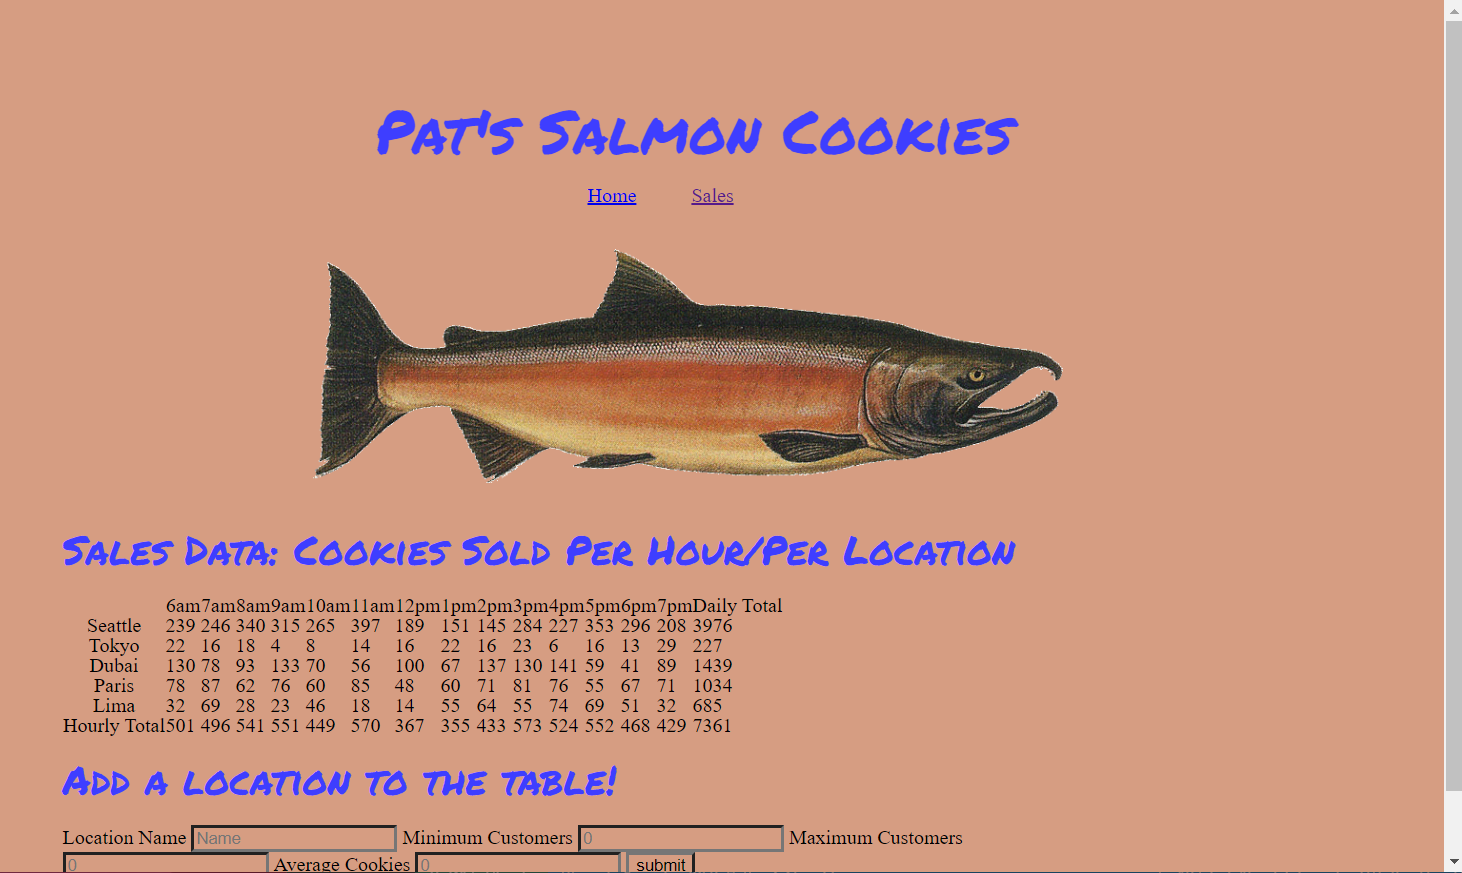 Pat's Salmon Cookies
Home Sales
Sales Data: Cookies Sold Per Hour/Per Location
6am 7am 8am 9am 10am 11am 12pm 1pm 2pm 3pm 4pm 5pm 6pm 7pm Daily Total
Seattle 239 246 340 315 265 397 189 151 145 284 227 353 296 208 3976
Tokyo 22 16 18 4 8 14 16 22 16 23 6 16 13 29 227
Dubai 130 78 93 133 70 56 100 67 137 130 141 59 41 89 1439
Paris 78 87 62 76 60 85 48 60 71 81 76 55 67 71 1034
Lima 32 69 28 23 46 18 14 55 64 55 74 69 51 32 685
Hourly Total 501 496 541 551 449 570 367 355 433 573 524 552 468 429 7361
Add a location to the table!
Location Name Name Minimum Customers 0 Maximum Customers
0 Average Cookies 0 submit